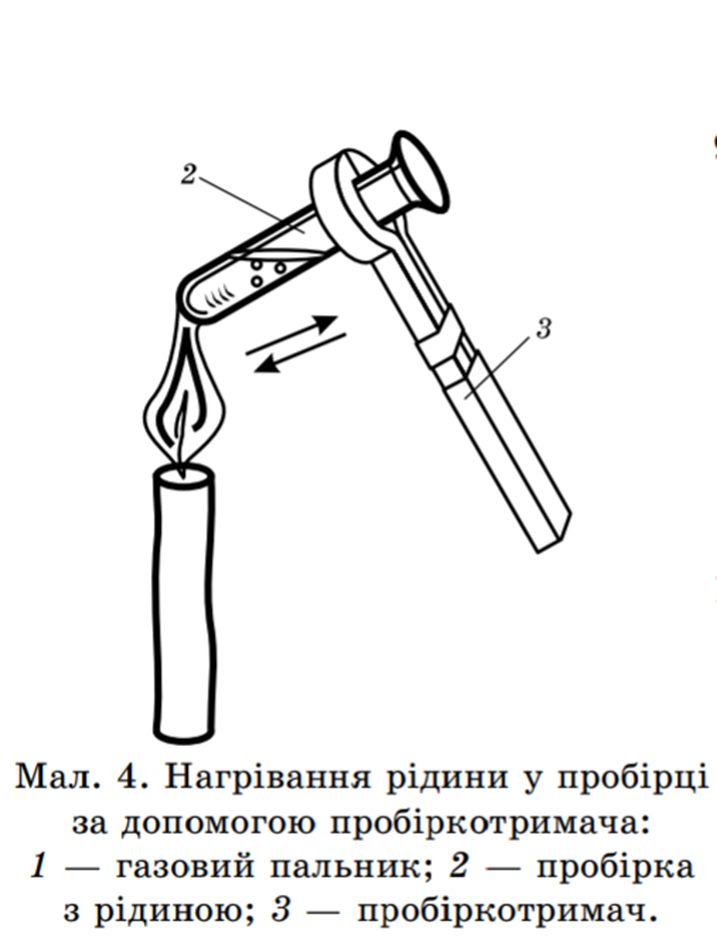 2
3
Мал. 4. Нагрівання рідини у пробірці
за допомогою пробіркотримача:
1 — газовий пальник; 2 — пробірка
з рідиною; 3 — пробіркотримач.